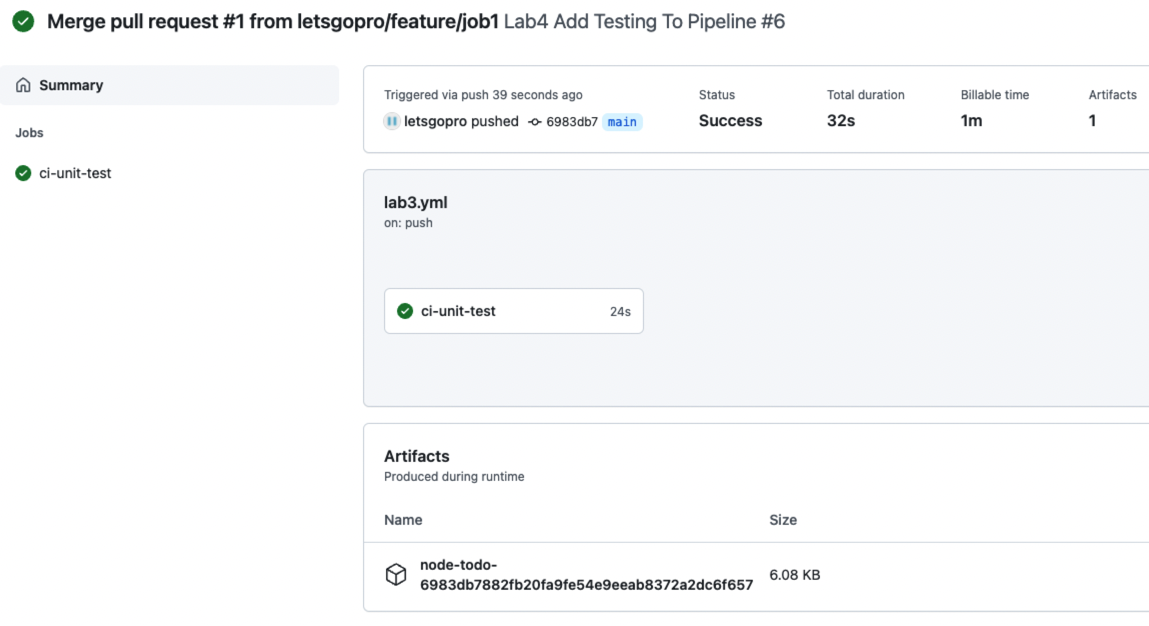 Merge pull request #1 from letsgopro/feature/job1 Lab4 Add Testing To Pipeline #6
Summary
Jobs
ci-unit-test
Triggered via push 39 seconds ago
letsgopro pushed 6983db7 main
Status
Success
Total duration
32s
Billable time
1m
Artifacts
1
lab3.yml
on: push
ci-unit-test 24s
Artifacts
Produced during runtime
Name Size
node-todo-
6983db7882fb20fa9fe54e9eeab8372a2dc6f657 6.08 KB